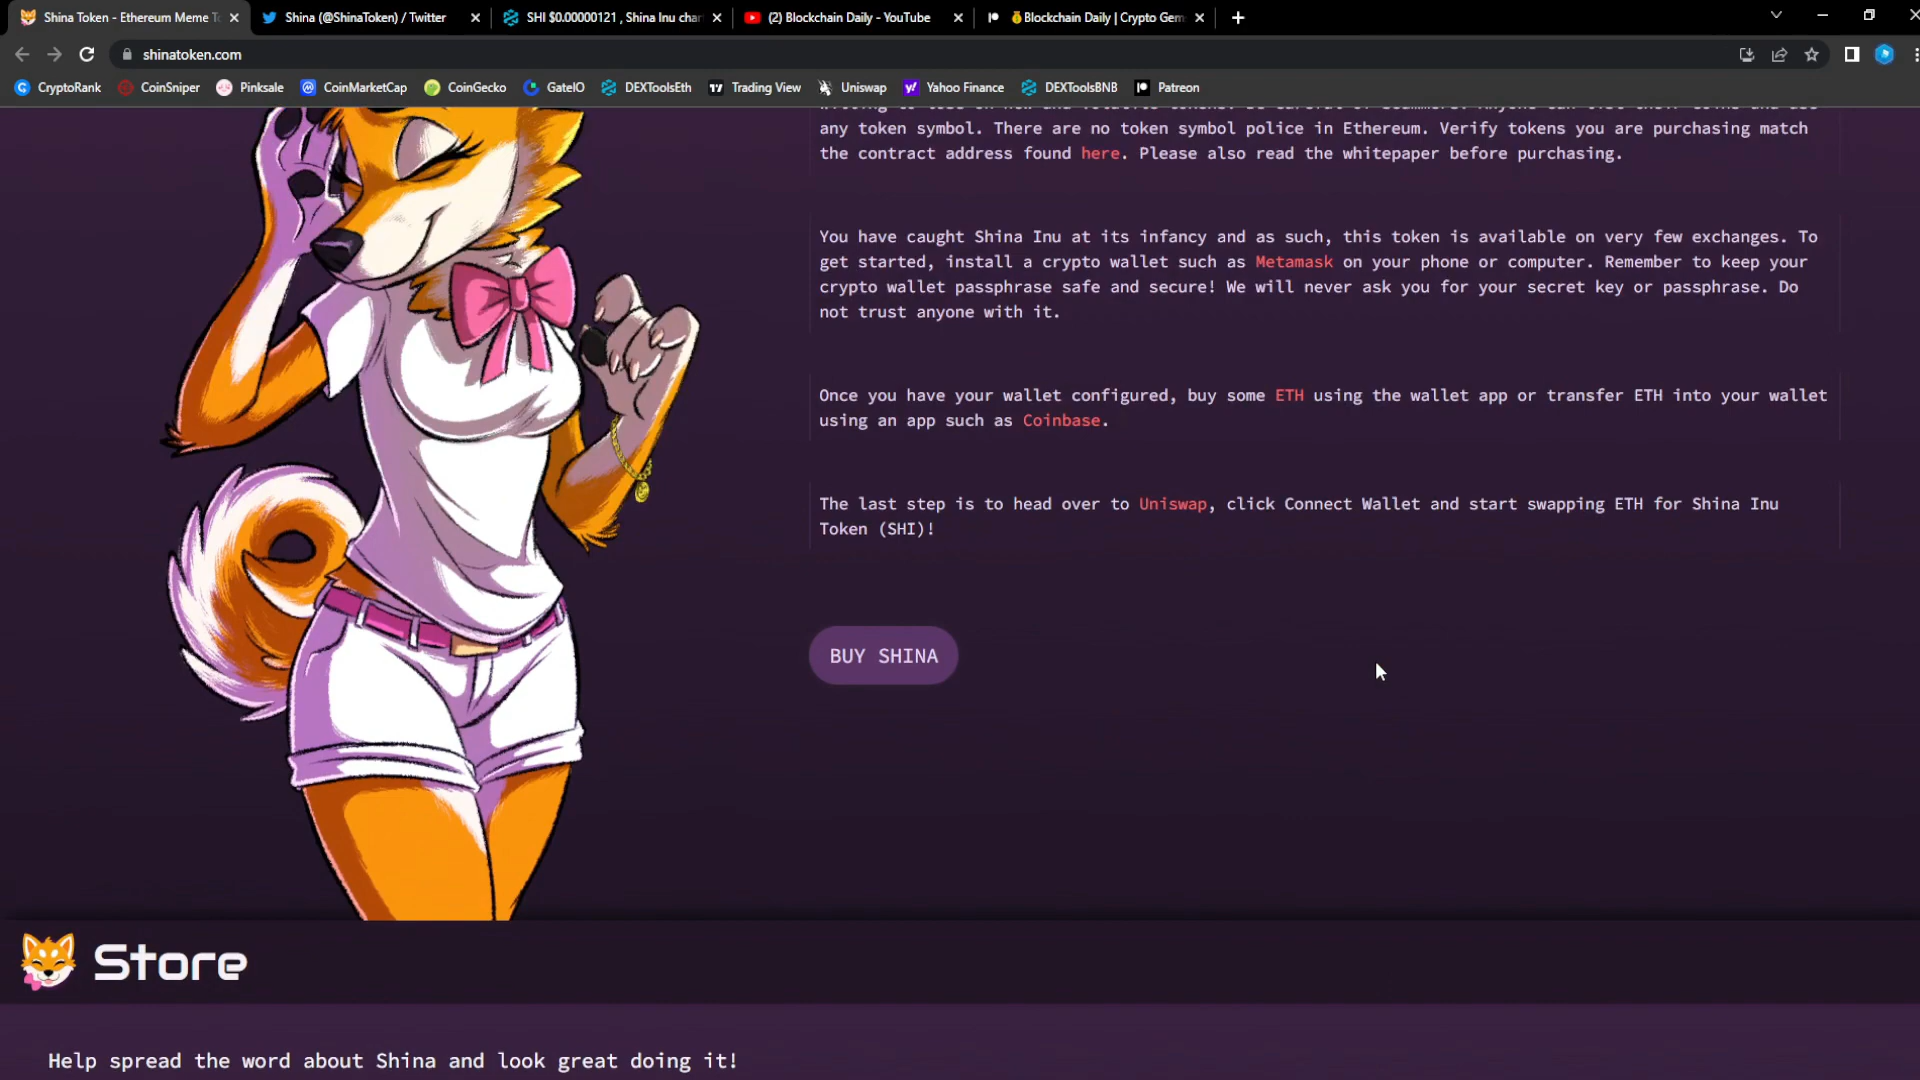 Shina Token - Ethereum Meme T
Shina (@ShinaToken) / Twitter
SHI $0.00000121 , Shina Inu char
(2) Blockchain Daily - YouTube
Blockchain Daily | Crypto Gem
shinatoken.com
CryptoRank
CoinSniper
Pinksale
CoinMarketCap
CoinGecko
GateIO
DEXToolsEth
Trading View
Uniswap
Yahoo Finance
DEXToolsBNB
Patreon
any token symbol. There are no token symbol police in Ethereum. Verify tokens you are purchasing match
the contract address found here. Please also read the whitepaper before purchasing.
You have caught Shina Inu at its infancy and as such, this token is available on very few exchanges. To
get started, install a crypto wallet such as Metamask on your phone or computer. Remember to keep your
crypto wallet passphrase safe and secure! We will never ask you for your secret key or passphrase. Do
not trust anyone with it.
Once you have your wallet configured, buy some ETH using the wallet app or transfer ETH into your wallet
using an app such as Coinbase.
The last step is to head over to Uniswap, click Connect Wallet and start swapping ETH for Shina Inu
Token (SHI)!
BUY SHINA
Store
Help spread the word about Shina and look great doing it!